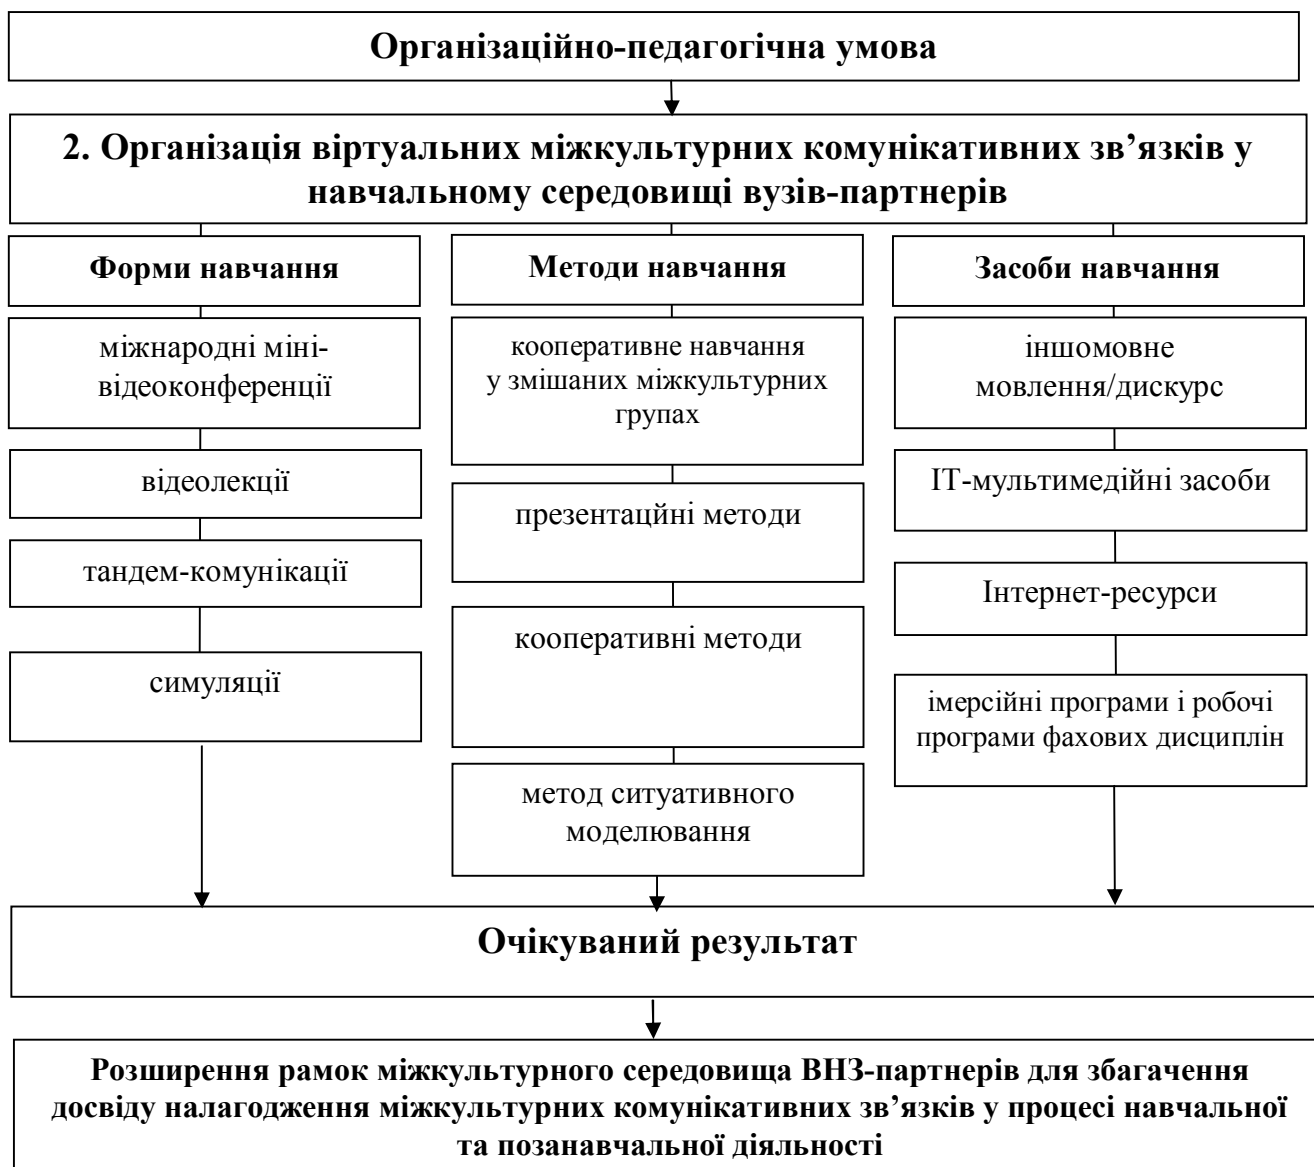 Організаційно-педагогічна умова
2. Організація віртуальних міжкультурних комунікативних зв’язків у
навчальному середовищі вузів-партнерів
Форми навчання
міжнародні міні-
відеоконференції
відеолекції
тандем-комунікації
симуляції
Методи навчання
кооперативне навчання
у змішаних міжкультурних
групах
презентаційні методи
кооперативні методи
метод ситуативного
моделювання
Засоби навчання
іншомовне
мовлення/дискурс
ІТ-мультимедійні засоби
Інтернет-ресурси
імерсійні програми і робочі
програми фахових дисциплін
Очікуваний результат
Розширення рамок міжкультурного середовища ВНЗ-партнерів для збагачення
досвіду налагодження міжкультурних комунікативних зв’язків у процесі навчальної
та позанавчальної діяльності